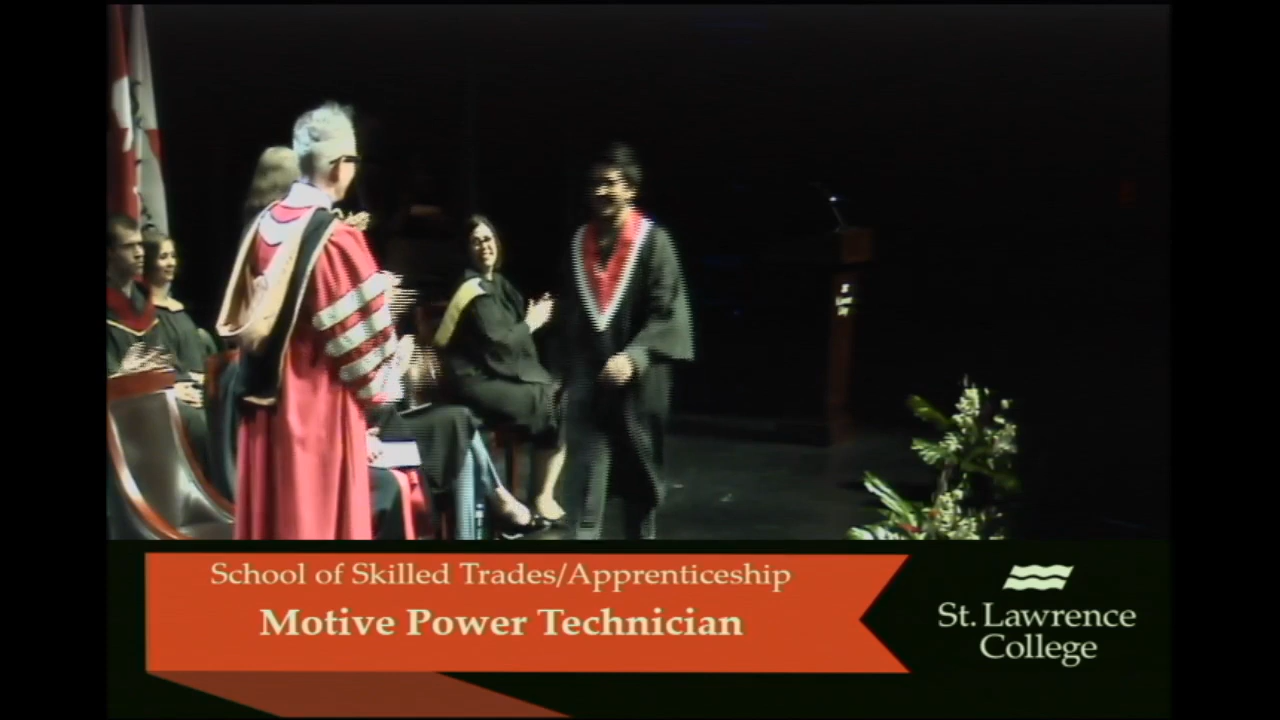 School of Skilled Trades/Apprenticeship
Motive Power Technician
St. Lawrence
College